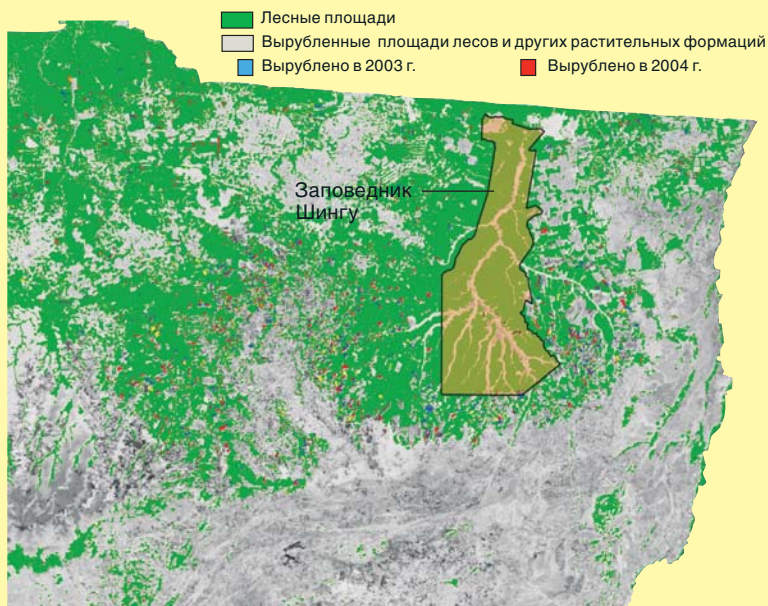 Лесные площади
Вырубленные площади лесов и других растительных формаций
Вырублено в 2003 г.
Вырублено в 2004 г.
Заповедник
Шингу